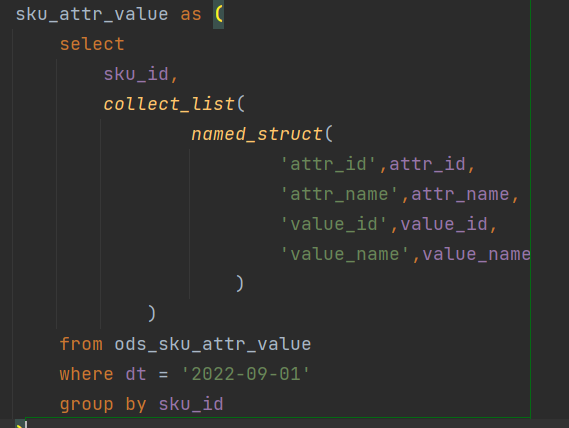 sku_attr_value as (
select
sku_id,
collect_list(
named_struct(
'attr_id',attr_id,
'attr_name',attr_name,
'value_id',value_id,
'value_name',value_name
)
)
from ods_sku_attr_value
where dt = '2022-09-01'
group by sku_id
)